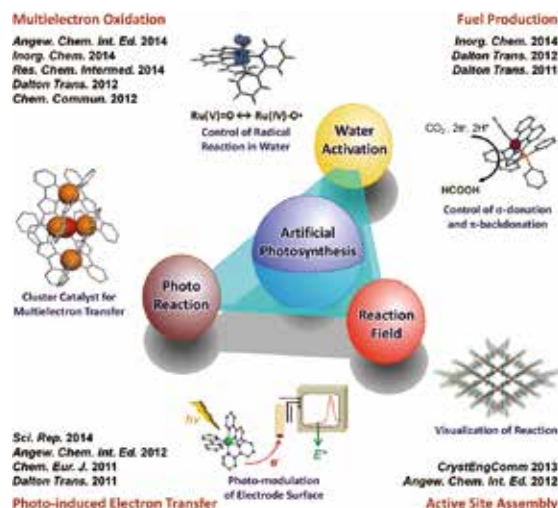 Multielectron Oxidation
Angew. Chem. Int. Ed. 2014
Inorg. Chem. 2014
Res. Chem. Intermed. 2014
Dalton Trans. 2012
Chem. Commun. 2012
Fuel Production
Inorg. Chem. 2014
Dalton Trans. 2012
Dalton Trans. 2011
Ru(V)=O ↔ Ru(IV)-O•
Control of Radical
Reaction in Water
Water
Activation
CO₂, 2e⁻, 2H⁺
HCOOH
Control of σ-donation
and π-backdonation
Artificial
Photosynthesis
Cluster Catalyst for
Multielectron Transfer
Photo
Reaction
Reaction
Field
Visualization of Reaction
hν
e⁻
Photo-modulation
of Electrode Surface
Sci. Rep. 2014
Angew. Chem. Int. Ed. 2012
Chem. Eur. J. 2011
Dalton Trans. 2011
Photo-induced Electron Transfer
CrystEngComm 2013
Angew. Chem. Int. Ed. 2012
Active Site Assembly